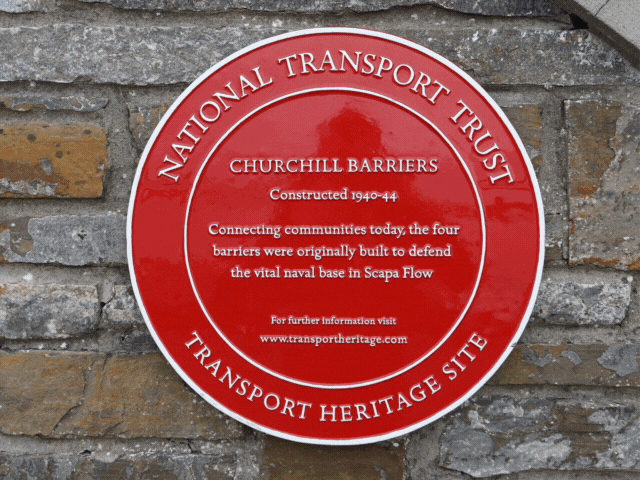 NATIONAL TRANSPORT TRUST
CHURCHILL BARRIERS
Constructed 1940-44
Connecting communities today, the four
barriers were originally built to defend
the vital naval base in Scapa Flow
For further information visit
www.transportheritage.com
TRANSPORT HERITAGE SITE